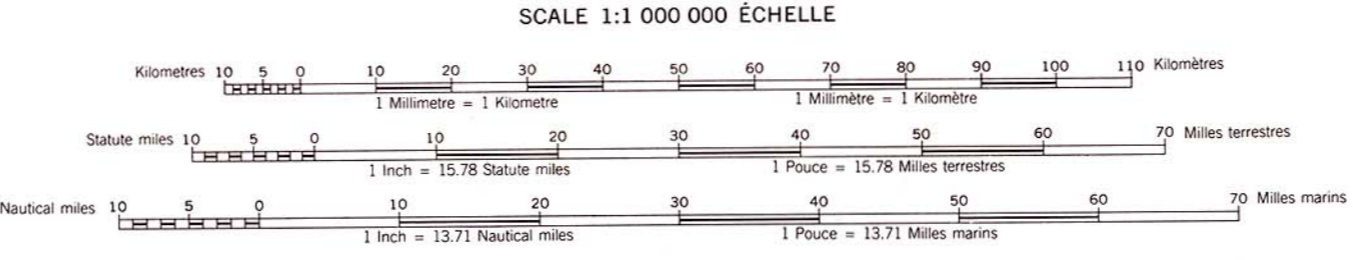 SCALE 1:1 000 000 ÉCHELLE
Kilometres 10 5 0 10 20 30 40 50 60 70 80 90 100 110 Kilomètres
1 Millimetre = 1 Kilometre 1 Millimètre = 1 Kilomètre
Statute miles 10 5 0 10 20 30 40 50 60 70 Milles terrestres
1 Inch = 15.78 Statute miles 1 Pouce = 15.78 Milles terrestres
Nautical miles 10 5 0 10 20 30 40 50 60 70 Milles marins
1 Inch = 13.71 Nautical miles 1 Pouce = 13.71 Milles marins